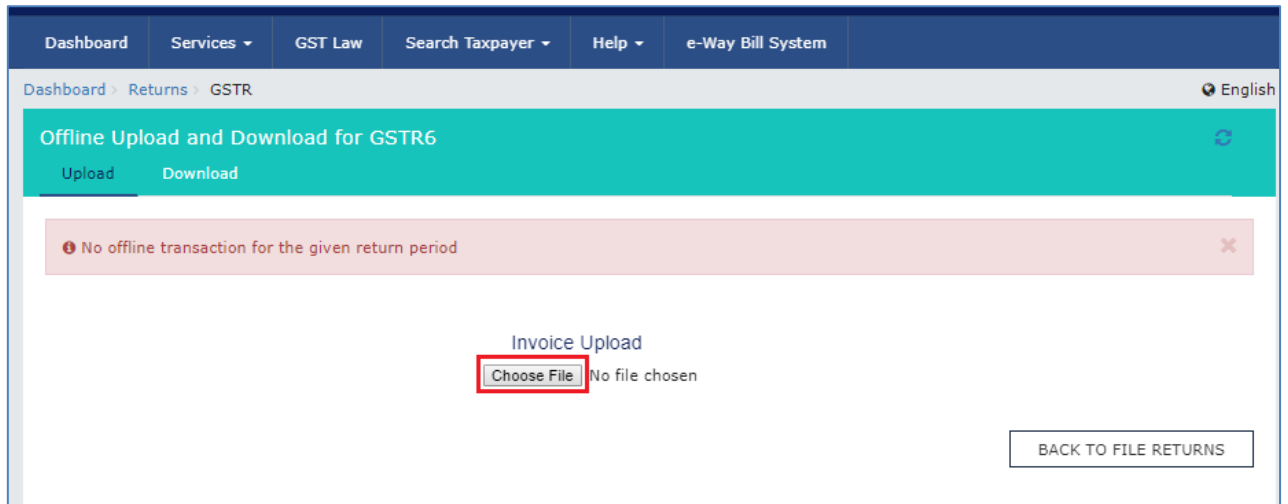 Dashboard Services GST Law Search Taxpayer Help e-Way Bill System
Dashboard > Returns > GSTR English
Offline Upload and Download for GSTR6
Upload Download
No offline transaction for the given return period
Invoice Upload
Choose File No file chosen
BACK TO FILE RETURNS